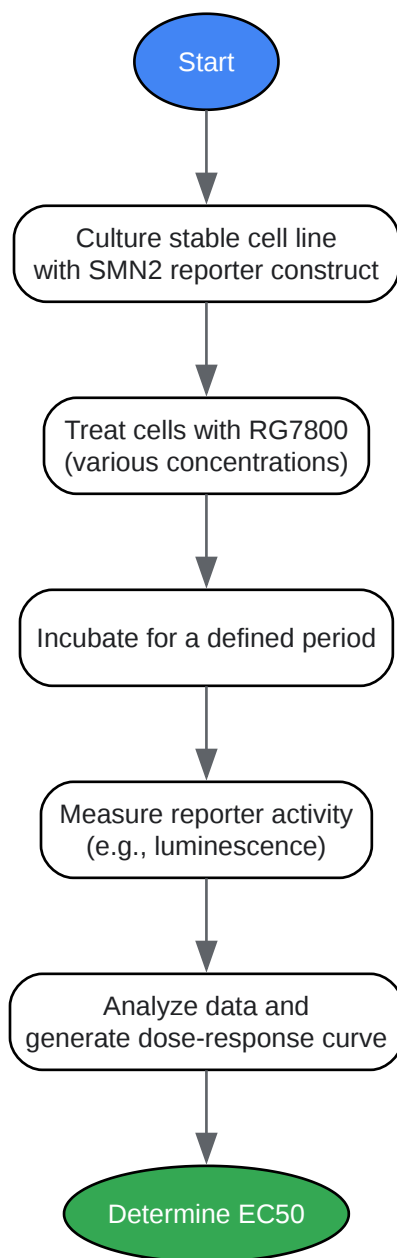 Start
Culture stable cell line
with SMN2 reporter construct
Treat cells with RG7800
(various concentrations)
Incubate for a defined period
Measure reporter activity
(e.g., luminescence)
Analyze data and
generate dose-response curve
Determine EC50